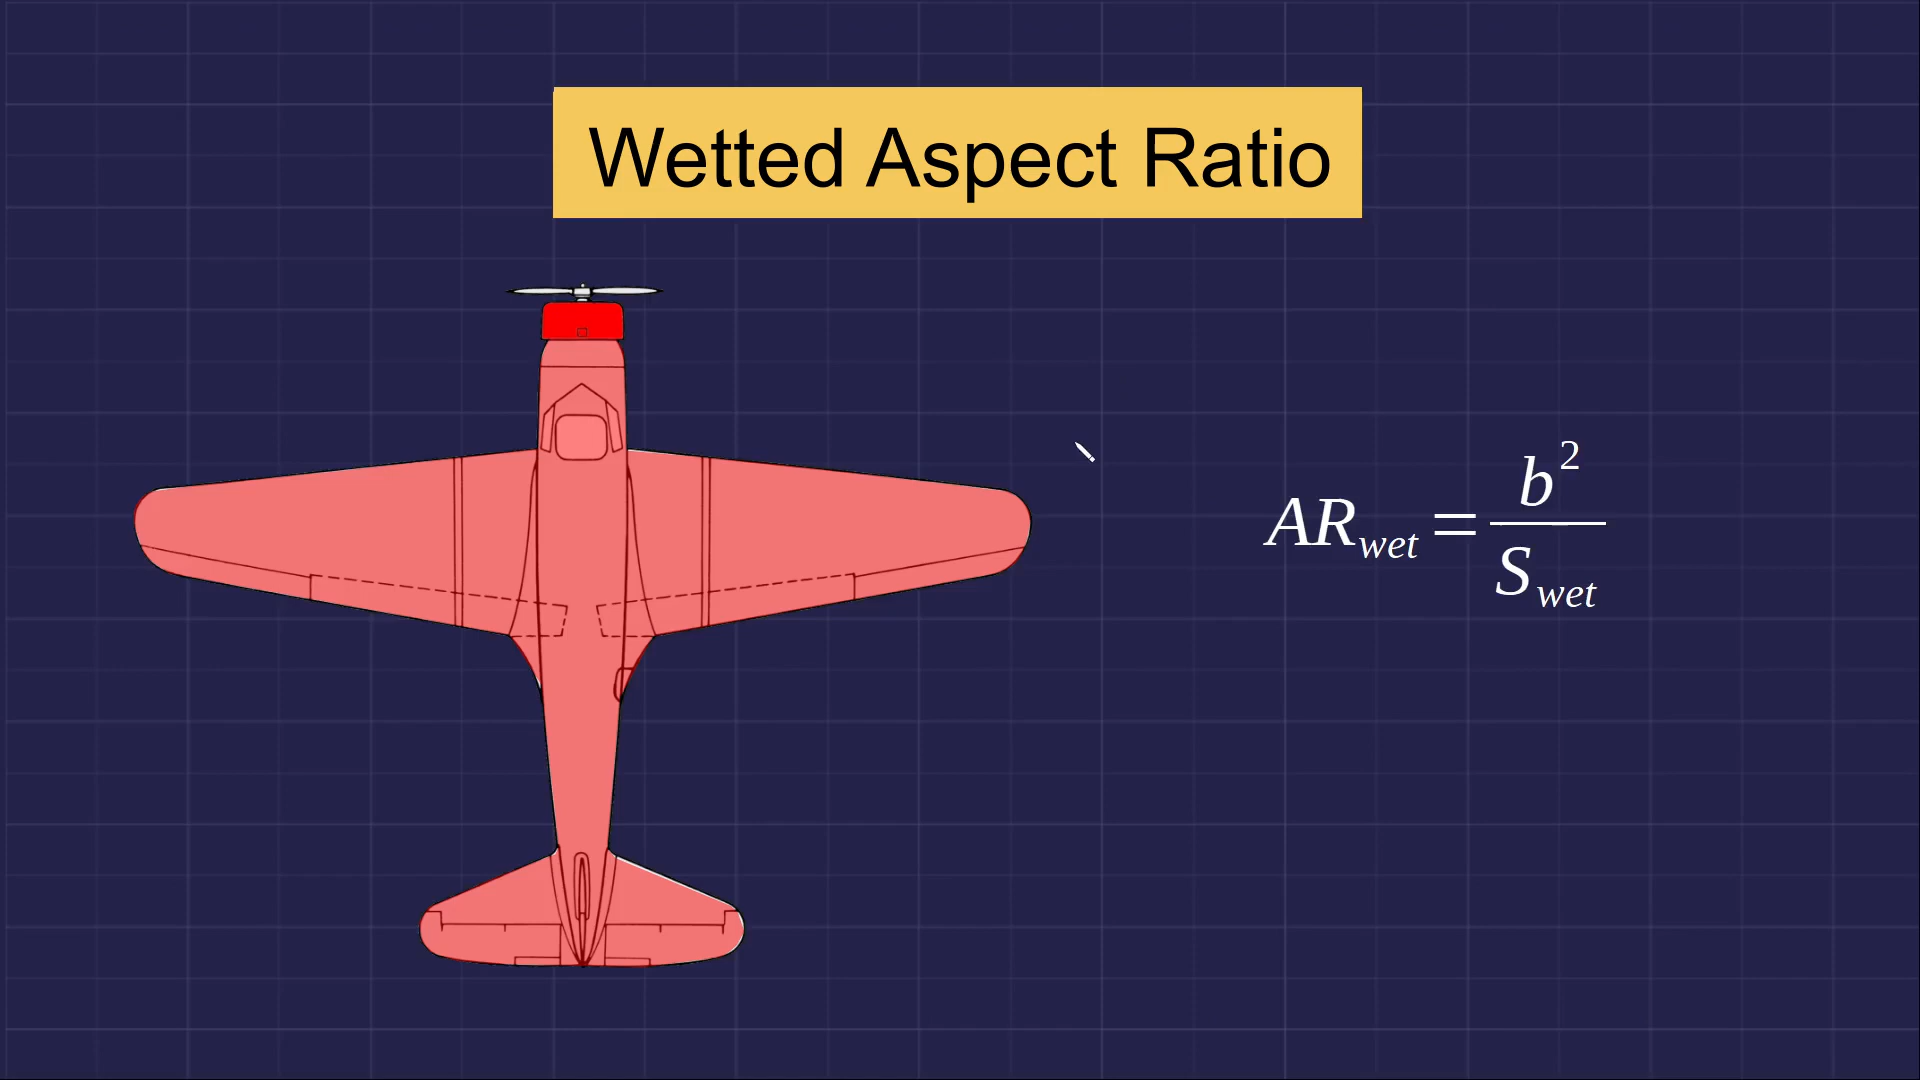 Wetted Aspect Ratio
AR_wet = b^2 / S_wet